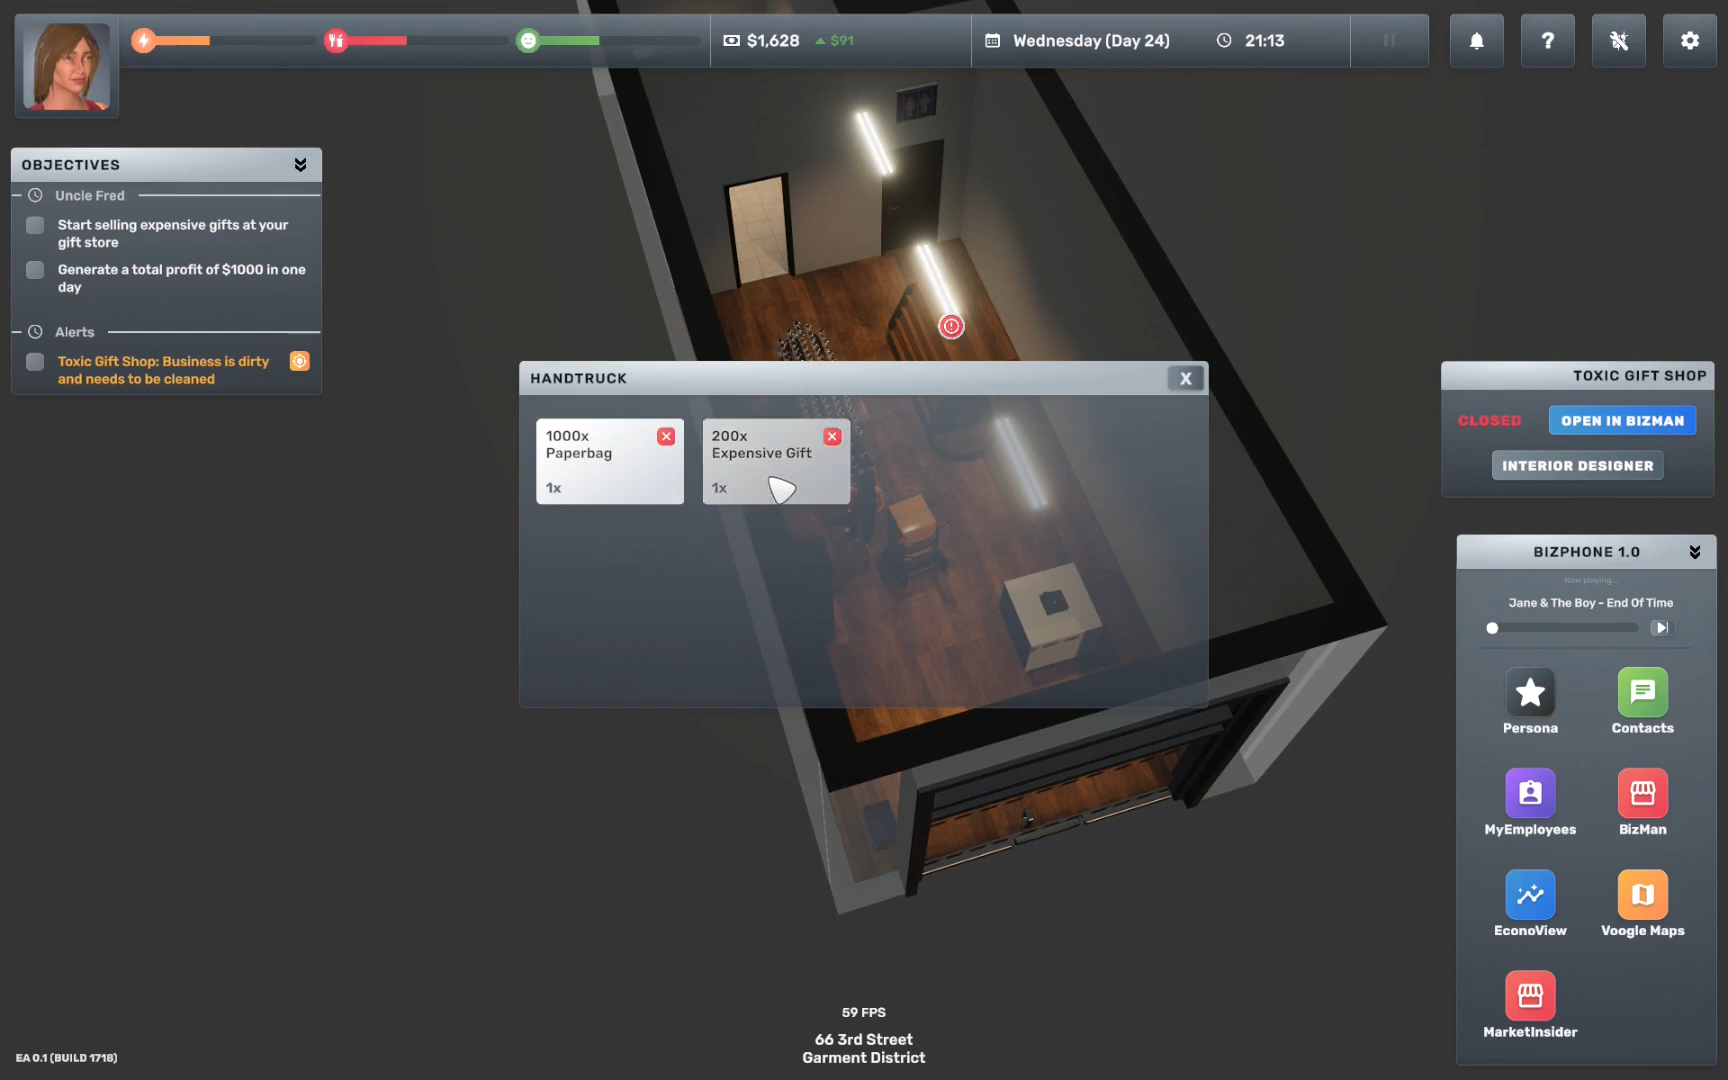 $1,628
$91
Wednesday (Day 24)
21:13
?
OBJECTIVES
Uncle Fred
Start selling expensive gifts at your
gift store
Generate a total profit of $1000 in one
day
Alerts
Toxic Gift Shop: Business is dirty
and needs to be cleaned
HANDTRUCK
X
1000x
Paperbag
1x
200x
Expensive Gift
1x
TOXIC GIFT SHOP
CLOSED
OPEN IN BIZMAN
INTERIOR DESIGNER
BIZPHONE 1.0
Now playing...
Jane & The Boy - End Of Time
Persona
Contacts
MyEmployees
BizMan
EconoView
Voogle Maps
MarketInsider
59 FPS
66 3rd Street
Garment District
EA 0.1 (BUILD 1718)